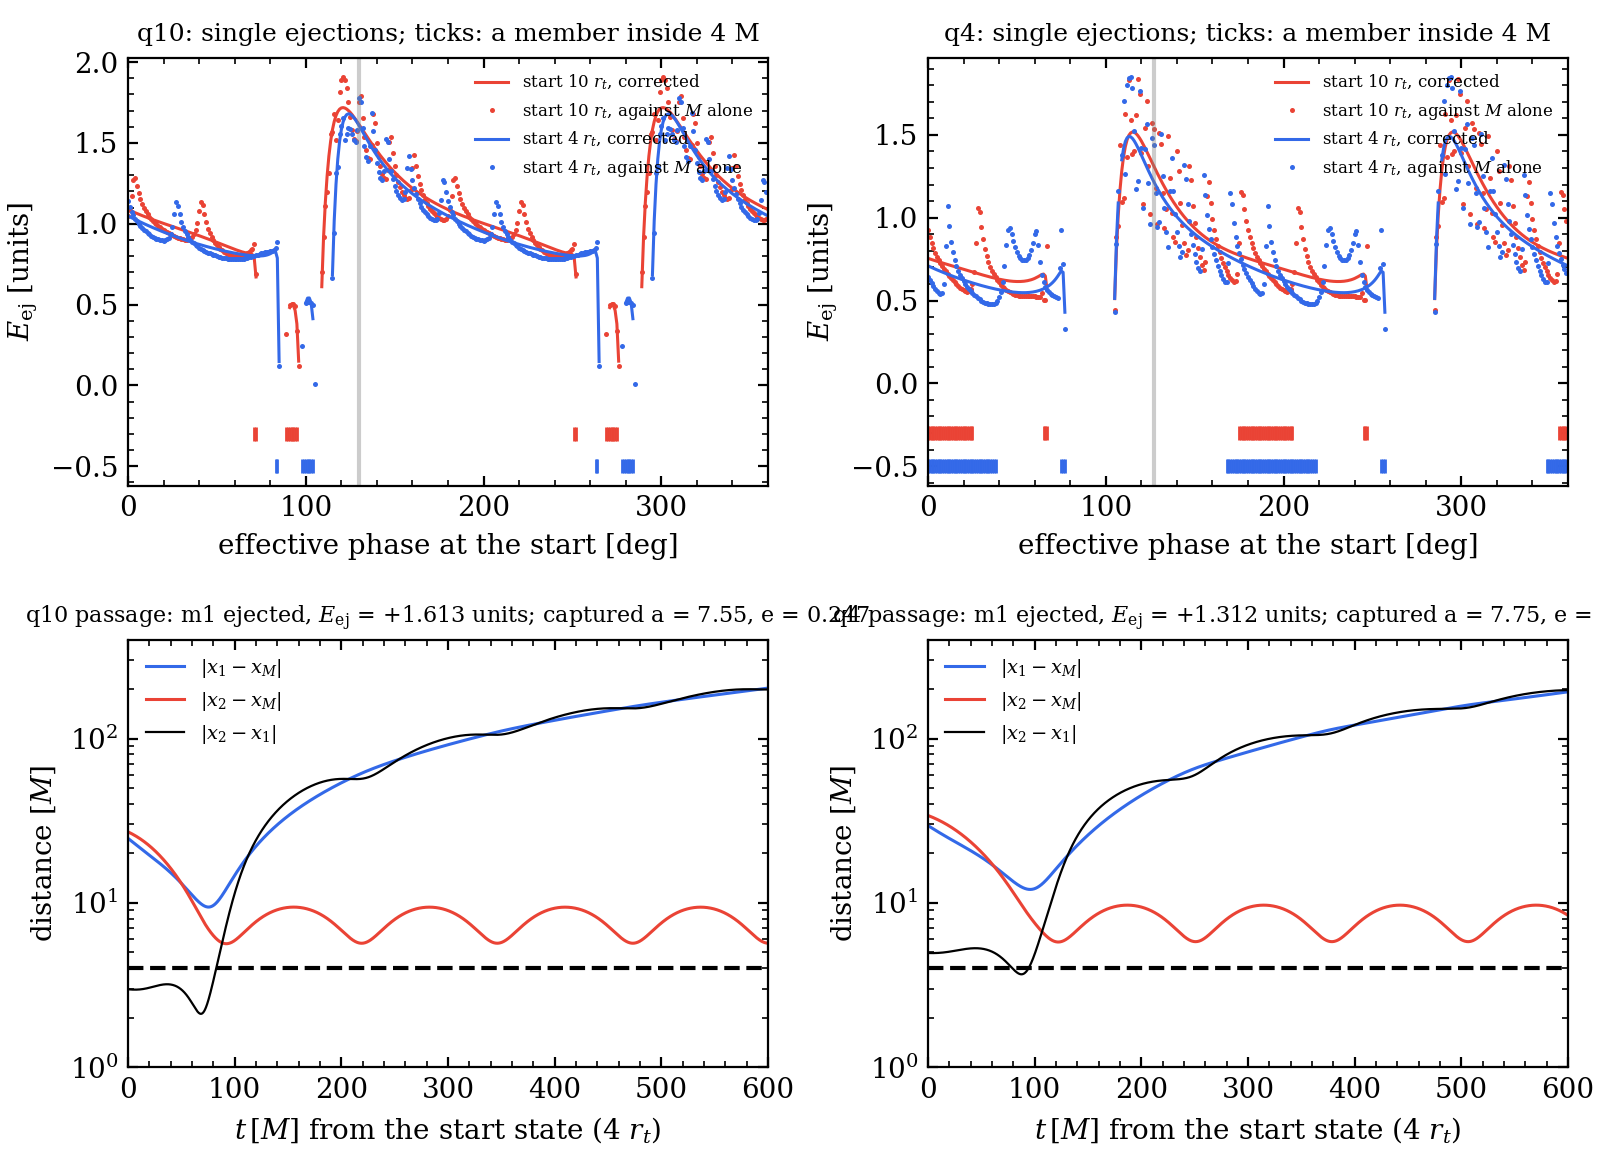 q10: single ejections; ticks: a member inside 4 M
start 10 r_t, corrected
start 10 r_t, against M alone
start 4 r_t, corrected
start 4 r_t, against M alone
E_ej [units]
2.0
1.5
1.0
0.5
0.0
−0.5
0 100 200 300
effective phase at the start [deg]
q4: single ejections; ticks: a member inside 4 M
start 10 r_t, corrected
start 10 r_t, against M alone
start 4 r_t, corrected
start 4 r_t, against M alone
E_ej [units]
1.5
1.0
0.5
0.0
−0.5
0 100 200 300
effective phase at the start [deg]
q10 passage: m1 ejected, E_ej = +1.613 units; captured a = 7.55, e = 0.247
|x_1 − x_M|
|x_2 − x_M|
|x_2 − x_1|
distance [M]
10^2
10^1
10^0
0 100 200 300 400 500 600
t [M] from the start state (4 r_t)
q4 passage: m1 ejected, E_ej = +1.312 units; captured a = 7.75, e =
|x_1 − x_M|
|x_2 − x_M|
|x_2 − x_1|
distance [M]
10^2
10^1
10^0
0 100 200 300 400 500 600
t [M] from the start state (4 r_t)